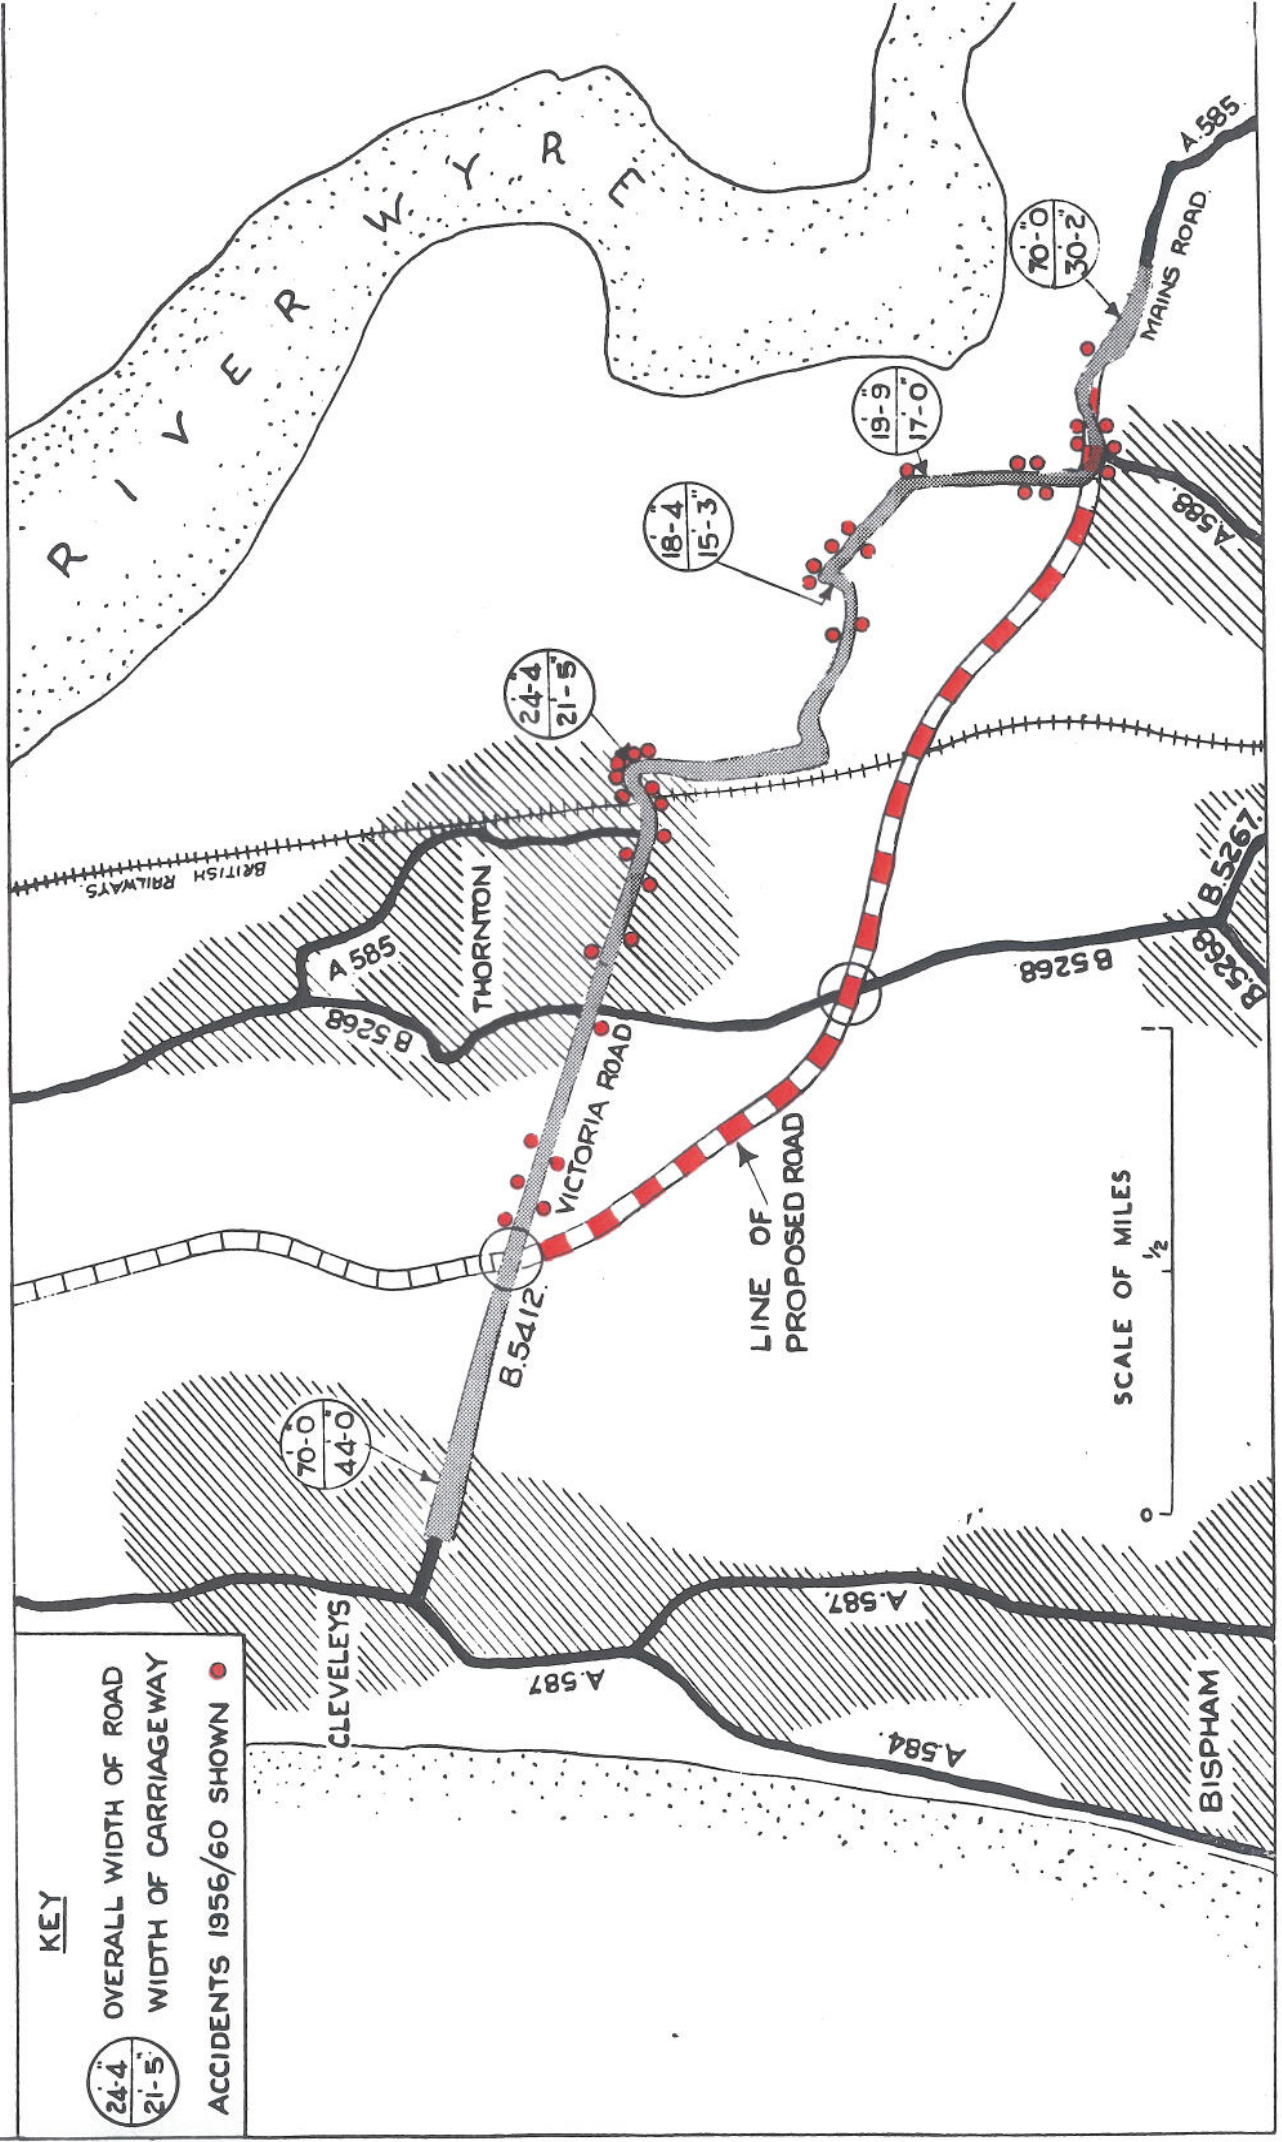 KEY
24'-4"
21'-5"
OVERALL WIDTH OF ROAD
WIDTH OF CARRIAGEWAY
ACCIDENTS 1956/60 SHOWN
CLEVELEYS
A.587
A.587.
A.584.
BISPHAM
70'-0"
44'-0"
B.5412.
VICTORIA ROAD
LINE OF
PROPOSED ROAD
SCALE OF MILES
0
1/2
1
B5268
A 585
THORNTON
BRITISH RAILWAYS
B5268
B.5268
B.5267.
24'-4"
21'-5"
18'-4"
15'-3"
19'-9"
17'-0"
70'-0"
30'-2"
MAINS ROAD
A.585
A.588.
RIVER WYRE